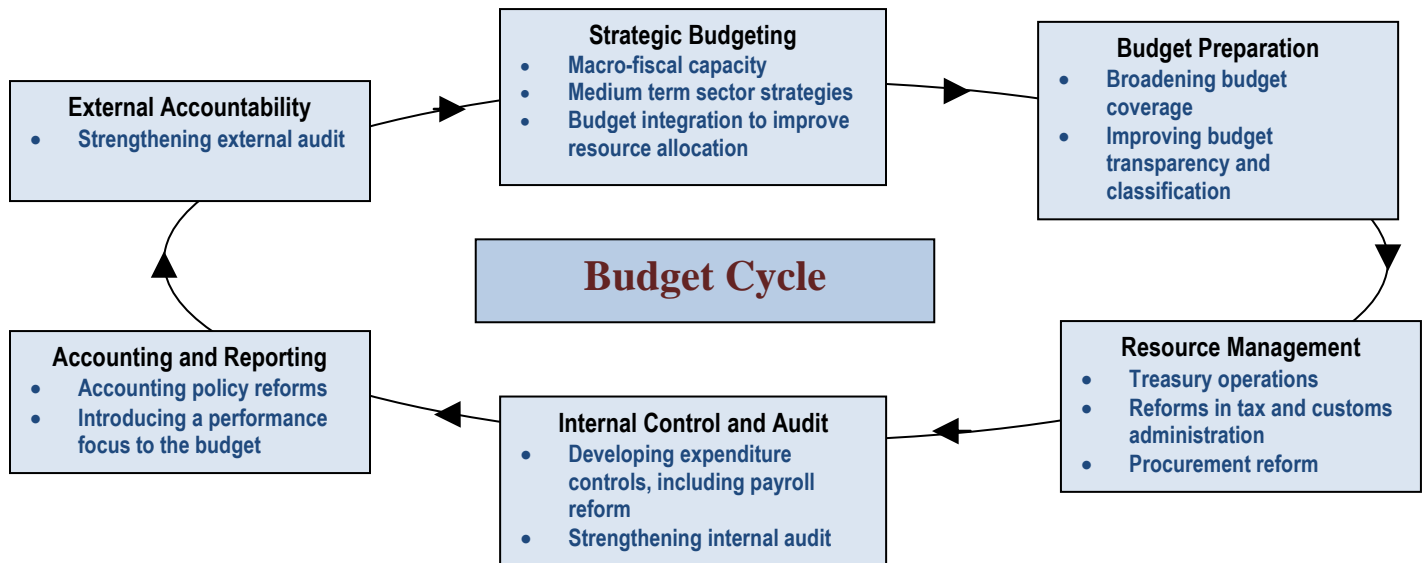 Strategic Budgeting
• Macro-fiscal capacity
• Medium term sector strategies
• Budget integration to improve
resource allocation
Budget Preparation
• Broadening budget
coverage
• Improving budget
transparency and
classification
External Accountability
• Strengthening external audit
Budget Cycle
Accounting and Reporting
• Accounting policy reforms
• Introducing a performance
focus to the budget
Internal Control and Audit
• Developing expenditure
controls, including payroll
reform
• Strengthening internal audit
Resource Management
• Treasury operations
• Reforms in tax and customs
administration
• Procurement reform